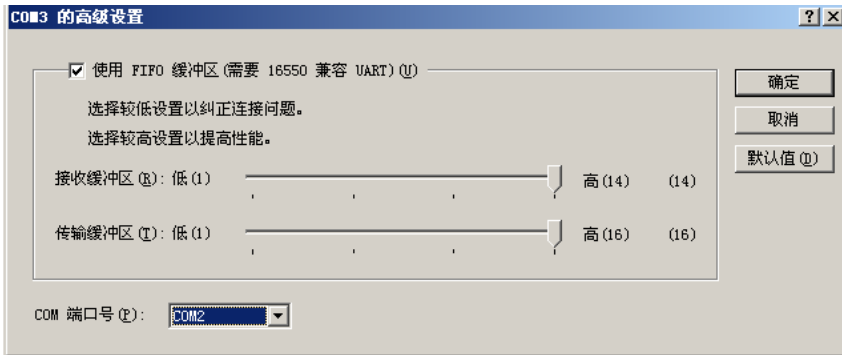 COM3 的高级设置
使用 FIFO 缓冲区(需要 16550 兼容 UART)(U)
确定
选择较低设置以纠正连接问题。
取消
选择较高设置以提高性能。
默认值(D)
接收缓冲区(R): 低(1) 高(14) (14)
传输缓冲区(T): 低(1) 高(16) (16)
COM 端口号(P): COM2